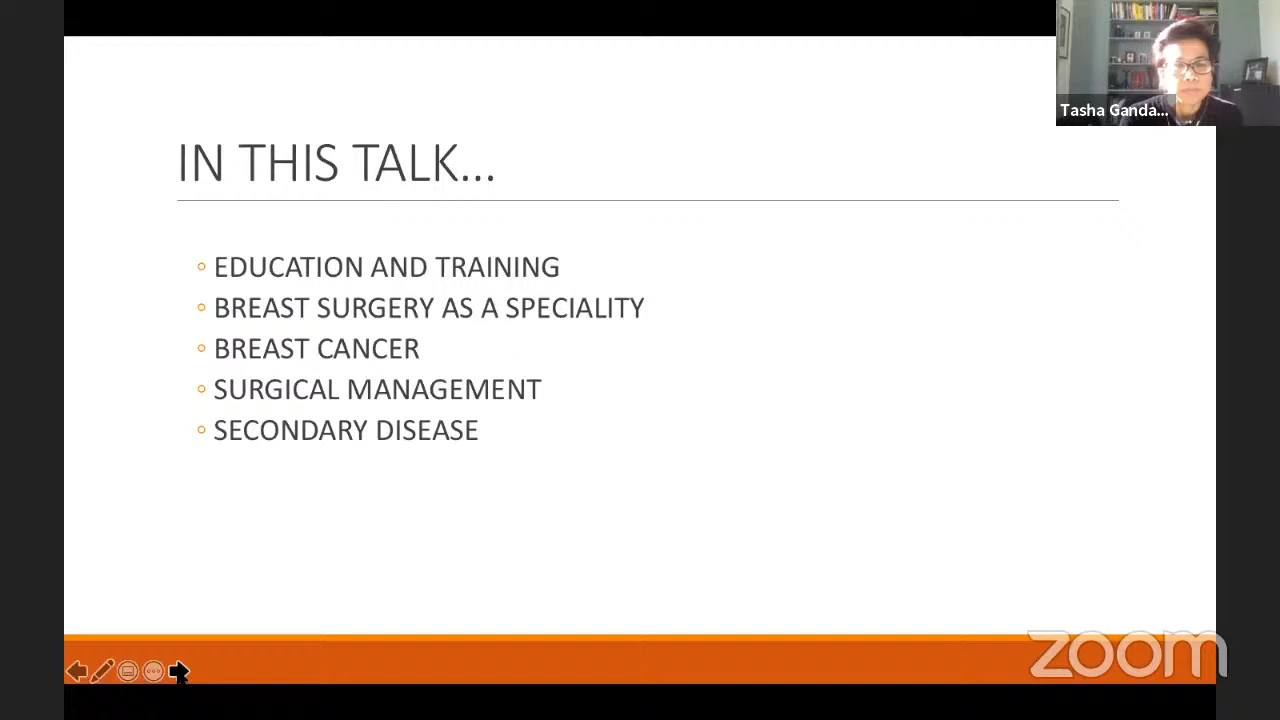 Tasha Ganda...
IN THIS TALK...
EDUCATION AND TRAINING
BREAST SURGERY AS A SPECIALITY
BREAST CANCER
SURGICAL MANAGEMENT
SECONDARY DISEASE
zoom